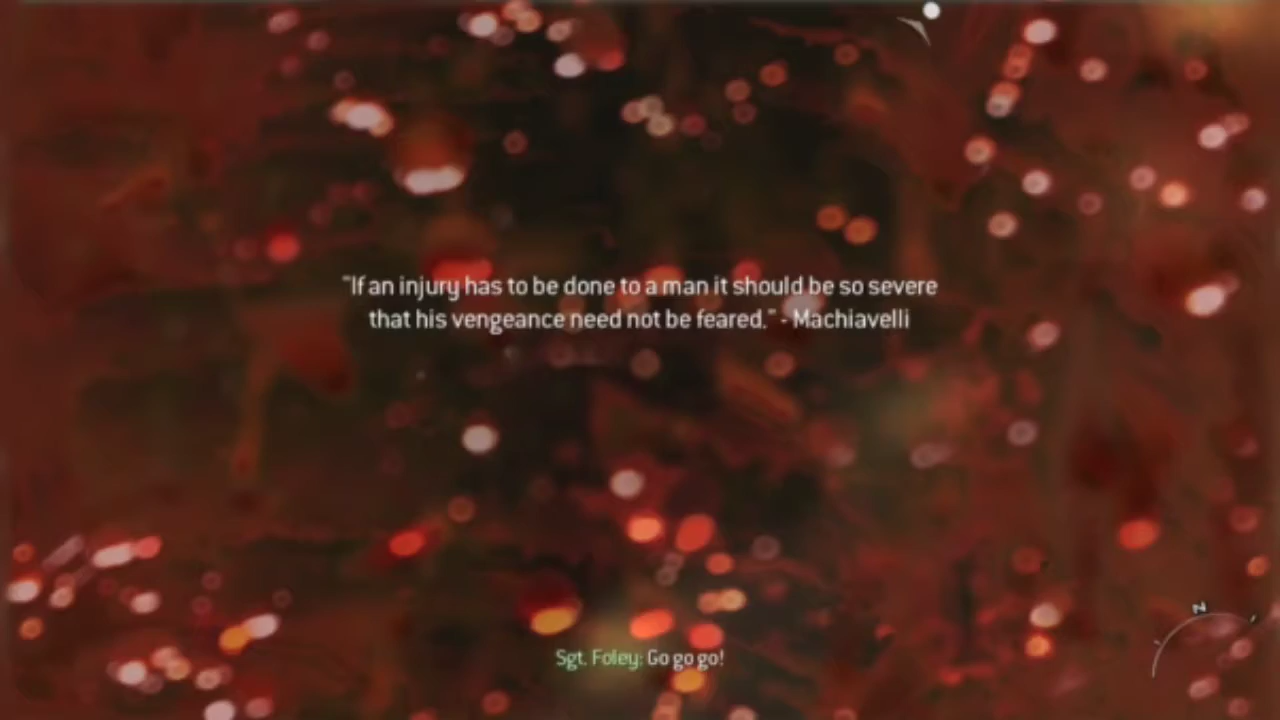 "If an injury has to be done to a man it should be so severe
that his vengeance need not be feared." - Machiavelli
Sgt. Foley: Go go go!
N